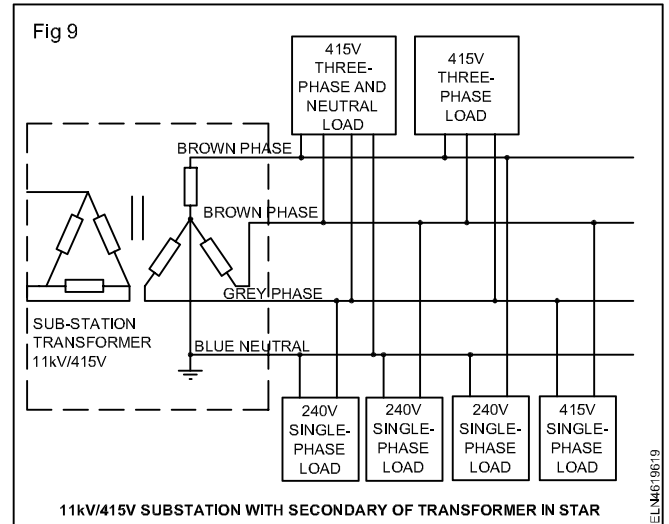 Fig 9
415V
THREE-
PHASE AND
NEUTRAL
LOAD
415V
THREE-
PHASE
LOAD
BROWN PHASE
BROWN PHASE
GREY PHASE
SUB-STATION
TRANSFORMER
11kV/415V
BLUE NEUTRAL
240V
SINGLE-
PHASE
LOAD
240V
SINGLE-
PHASE
LOAD
240V
SINGLE-
PHASE
LOAD
415V
SINGLE-
PHASE
LOAD
11kV/415V SUBSTATION WITH SECONDARY OF TRANSFORMER IN STAR
ELN4619619